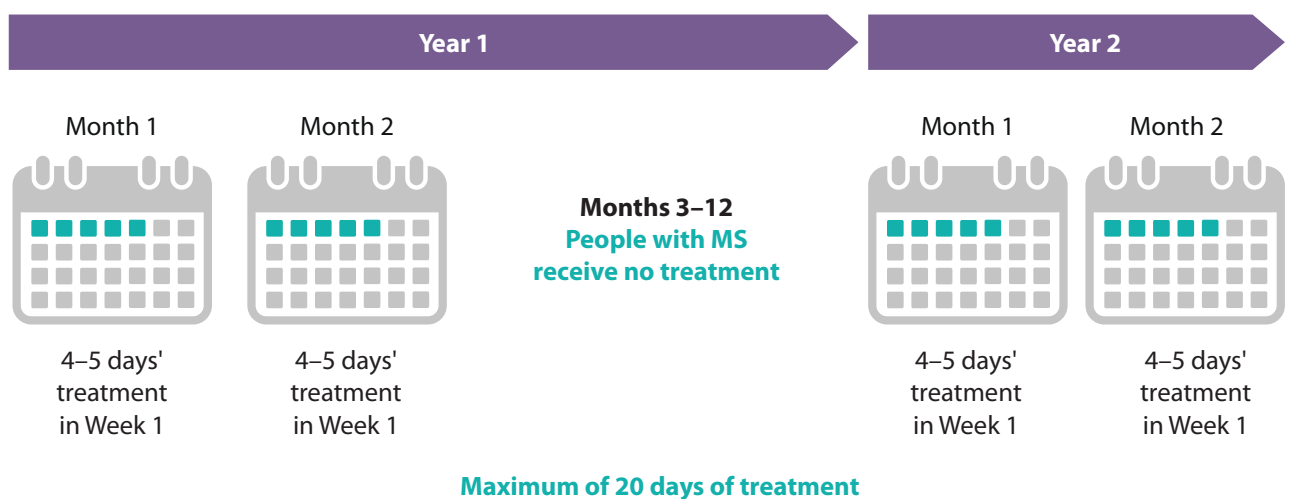 Year 1
Year 2
Month 1
Month 2
Months 3–12
People with MS
receive no treatment
Month 1
Month 2
4–5 days'
treatment
in Week 1
4–5 days'
treatment
in Week 1
4–5 days'
treatment
in Week 1
4–5 days'
treatment
in Week 1
Maximum of 20 days of treatment